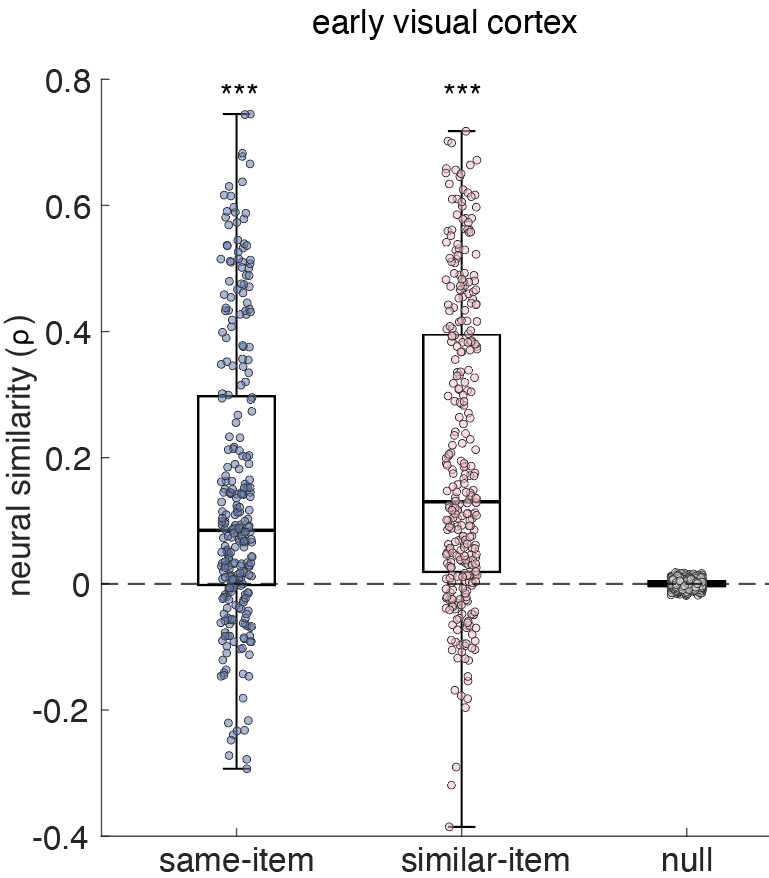 early visual cortex
*** ***
0.8
0.6
0.4
0.2
0
-0.2
-0.4
neural similarity (ρ)
same-item similar-item null